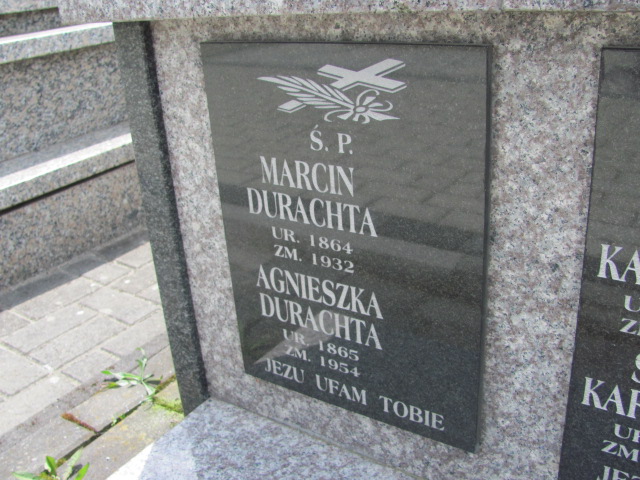 Ś. P.
MARCIN
DURACHTA
UR. 1864
ZM. 1932
AGNIESZKA
DURACHTA
UR. 1865
ZM. 1954
JEZU UFAM TOBIE